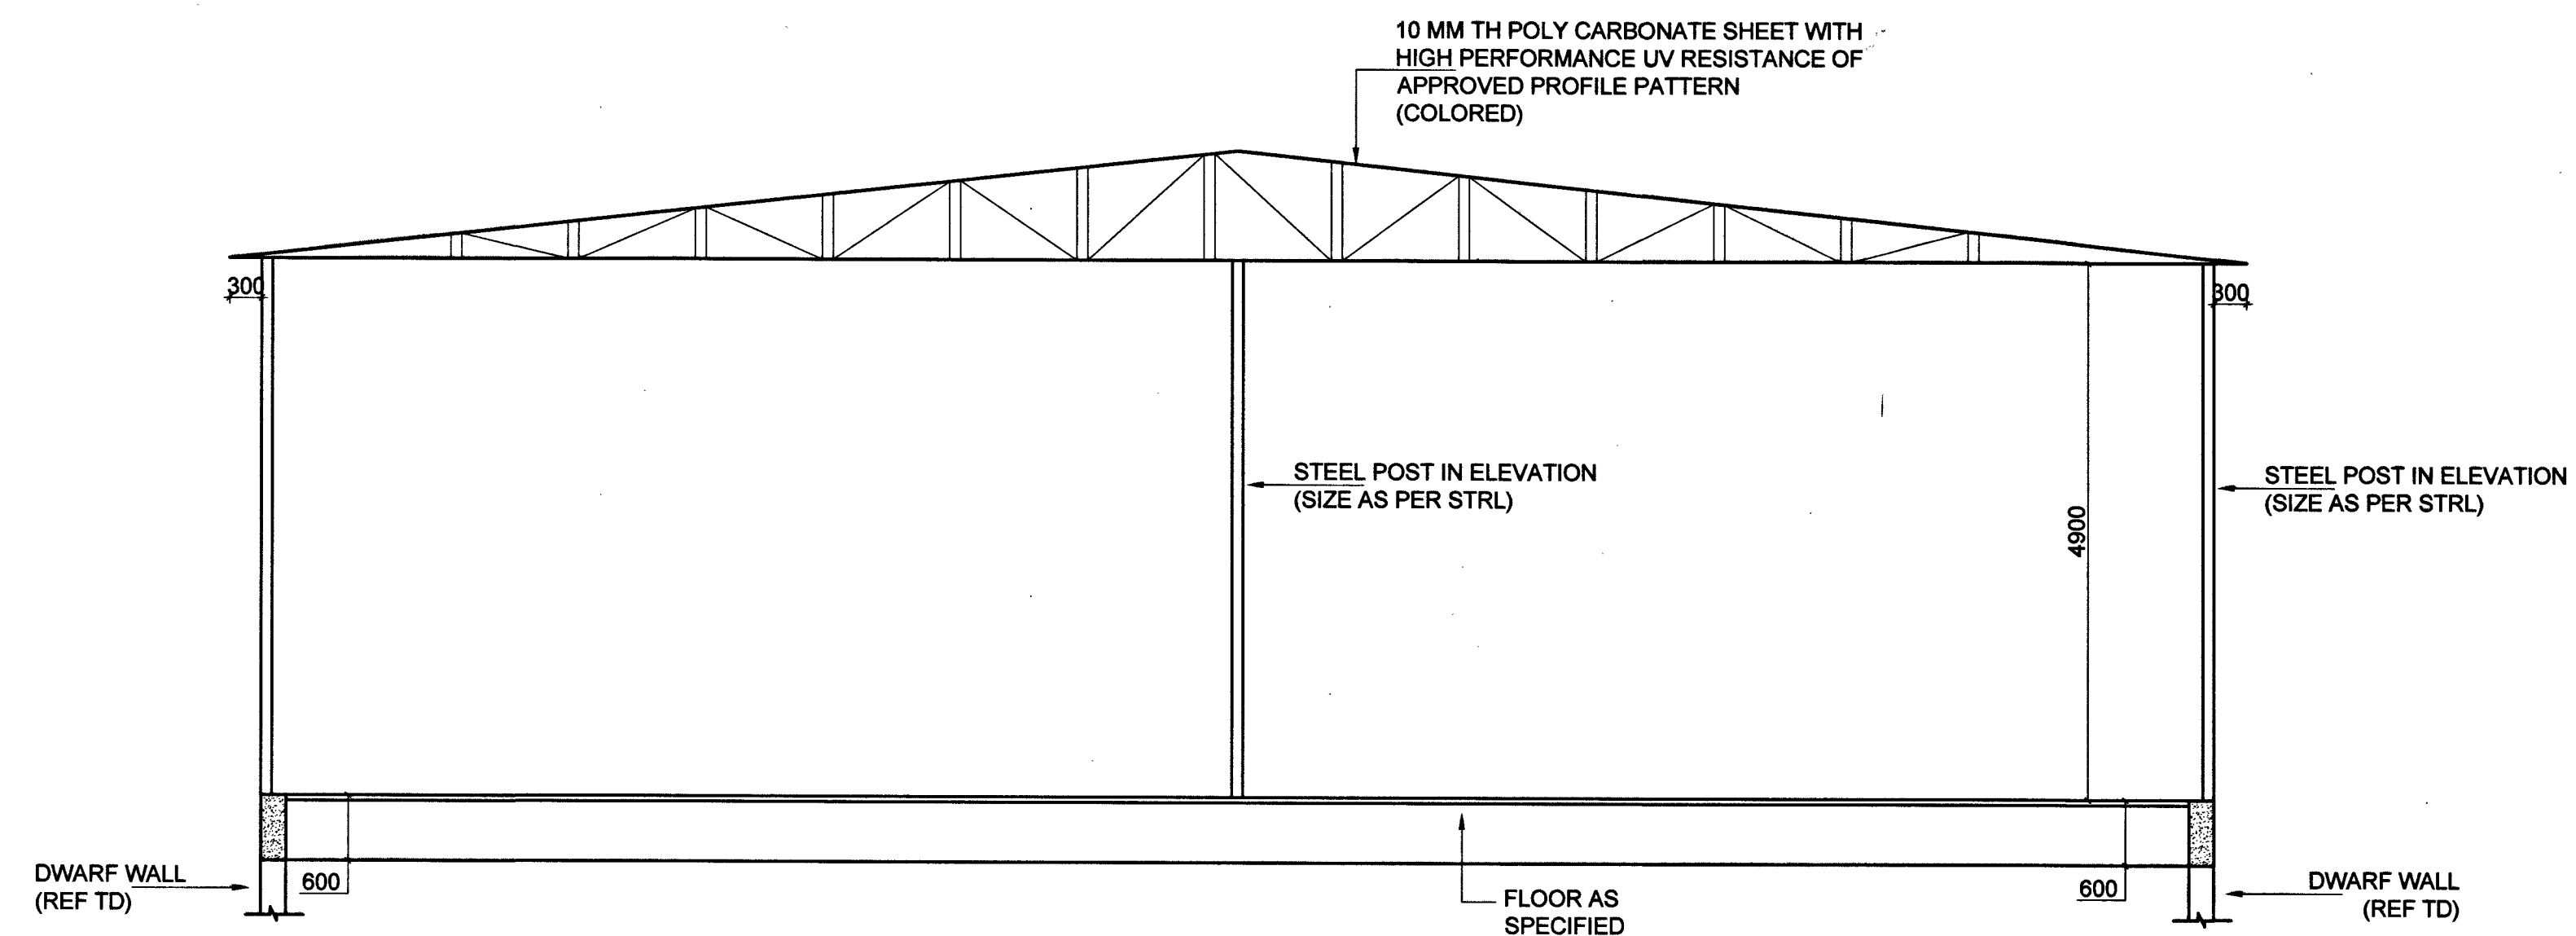 10 MM TH POLY CARBONATE SHEET WITH
HIGH PERFORMANCE UV RESISTANCE OF
APPROVED PROFILE PATTERN
(COLORED)
300
300
STEEL POST IN ELEVATION
(SIZE AS PER STRL)
STEEL POST IN ELEVATION
(SIZE AS PER STRL)
4900
DWARF WALL
(REF TD)
600
FLOOR AS
SPECIFIED
600
DWARF WALL
(REF TD)